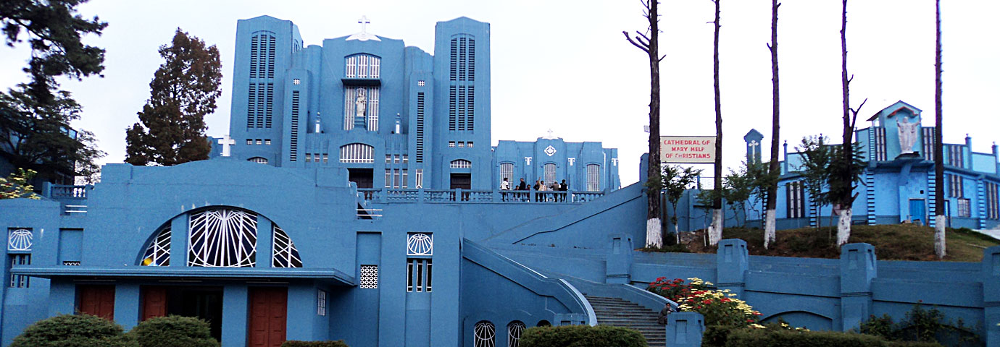 CATHEDRAL OF
MARY HELP
OF CHRISTIANS